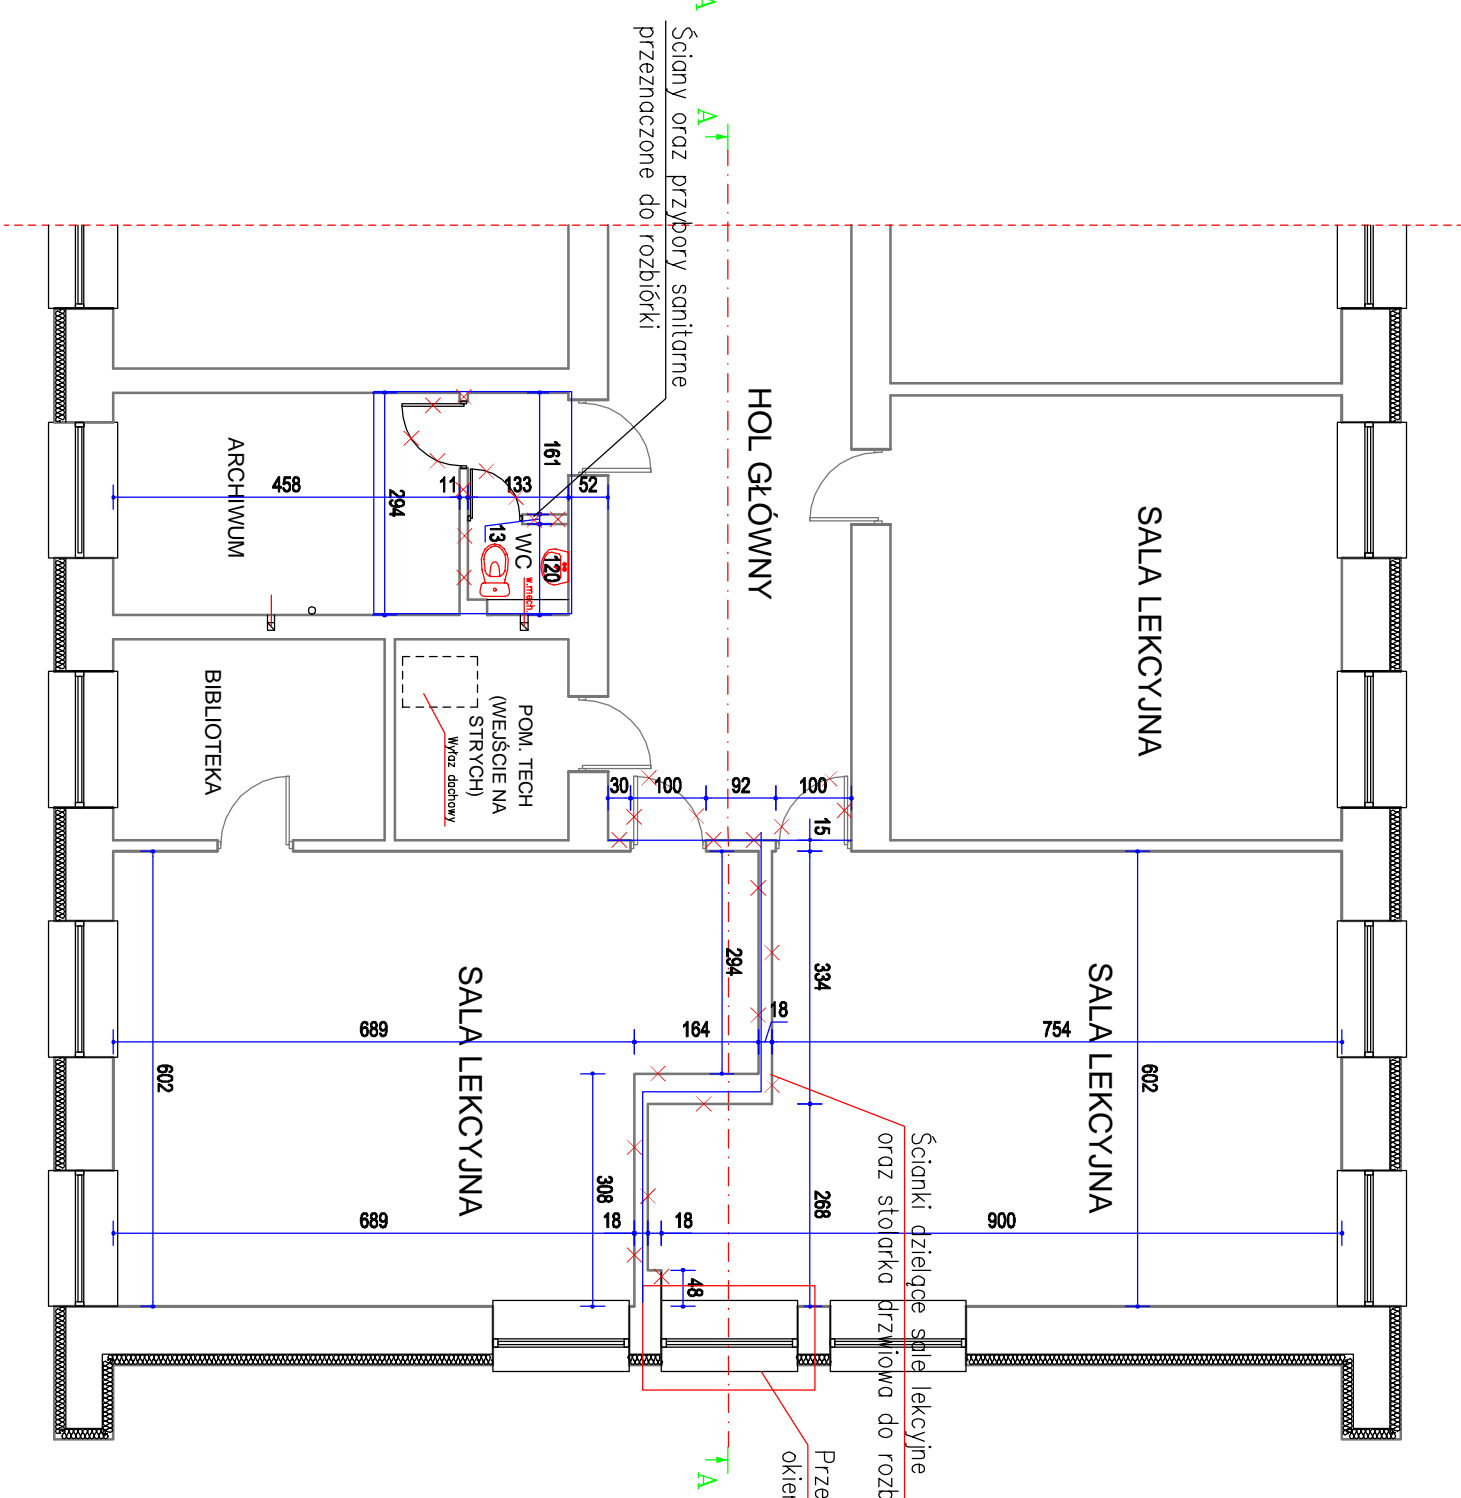 A
A
Ściany oraz przybory sanitarne
przeznaczone do rozbiórki
HOL GŁÓWNY
SALA LEKCYJNA
ARCHIWUM
WC
w.mech.
458
294
11
133
161
52
13
120
BIBLIOTEKA
POM. TECH
(WEJŚCIE NA
STRYCH)
Wyłaz dachowy
30
100
92
100
15
SALA LEKCYJNA
SALA LEKCYJNA
294
334
18
689
164
754
602
602
Ścianki dzielące sale lekcyjne
oraz stolarka drzwiowa do rozb
308
268
689
18
18
900
48
Prze
okien
A